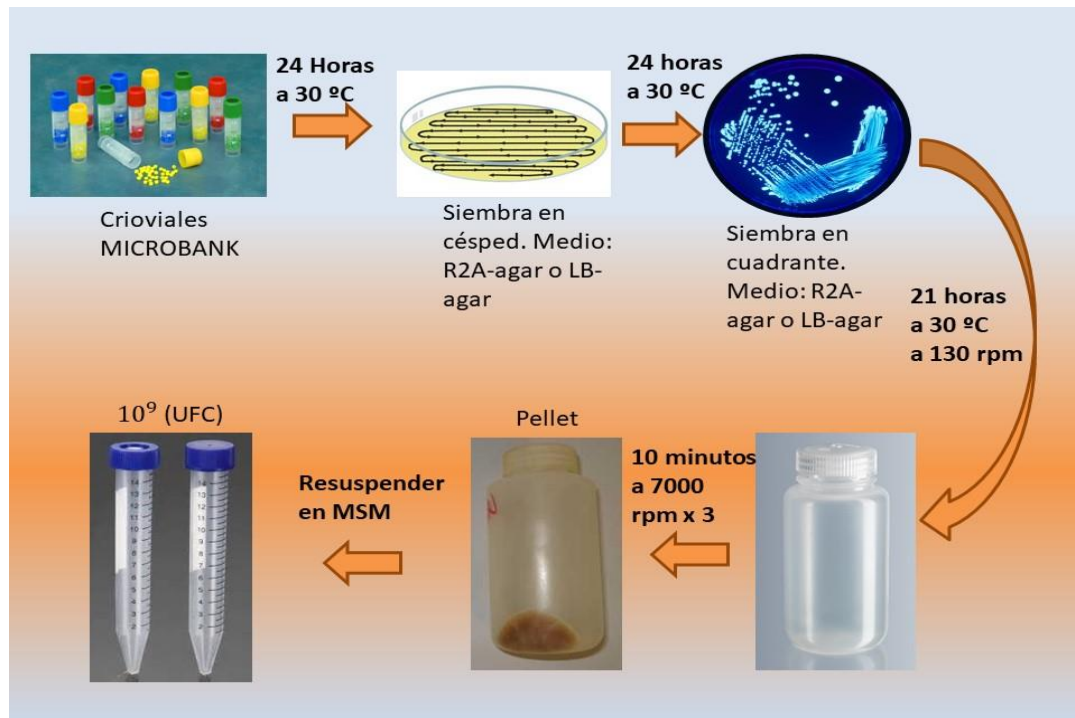 24 Horas
a 30 ºC
Crioviales
MICROBANK
Siembra en
césped. Medio:
R2A-agar o LB-
agar
24 horas
a 30 ºC
Siembra en
cuadrante.
Medio: R2A-
agar o LB-agar
21 horas
a 30 ºC
a 130 rpm
10 minutos
a 7000
rpm x 3
Pellet
Resuspender
en MSM
10⁹ (UFC)